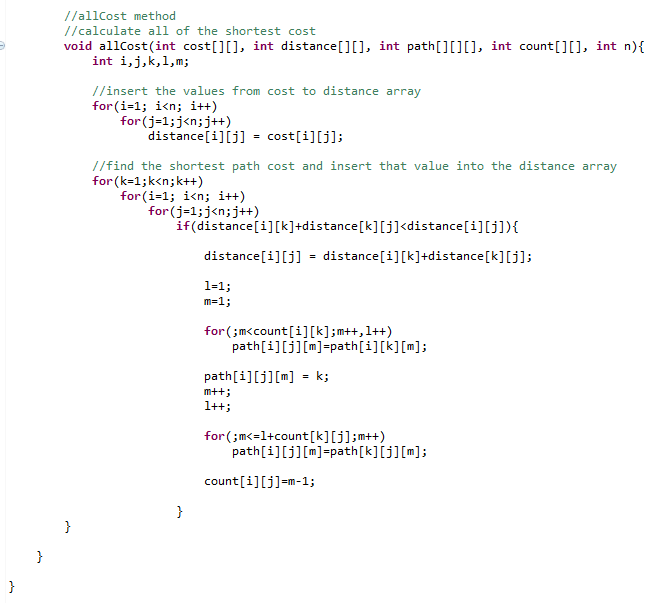 //allCost method
//calculate all of the shortest cost
void allCost(int cost[][], int distance[][], int path[][][], int count[][], int n){
int i,j,k,l,m;
//insert the values from cost to distance array
for(i=1; i<n; i++)
for(j=1;j<n;j++)
distance[i][j] = cost[i][j];
//find the shortest path cost and insert that value into the distance array
for(k=1;k<n;k++)
for(i=1; i<n; i++)
for(j=1;j<n;j++)
if(distance[i][k]+distance[k][j]<distance[i][j]){
distance[i][j] = distance[i][k]+distance[k][j];
l=1;
m=1;
for(;m<count[i][k];m++,l++)
path[i][j][m]=path[i][k][m];
path[i][j][m] = k;
m++;
l++;
for(;m<=l+count[k][j];m++)
path[i][j][m]=path[k][j][m];
count[i][j]=m-1;
}
}
}
}